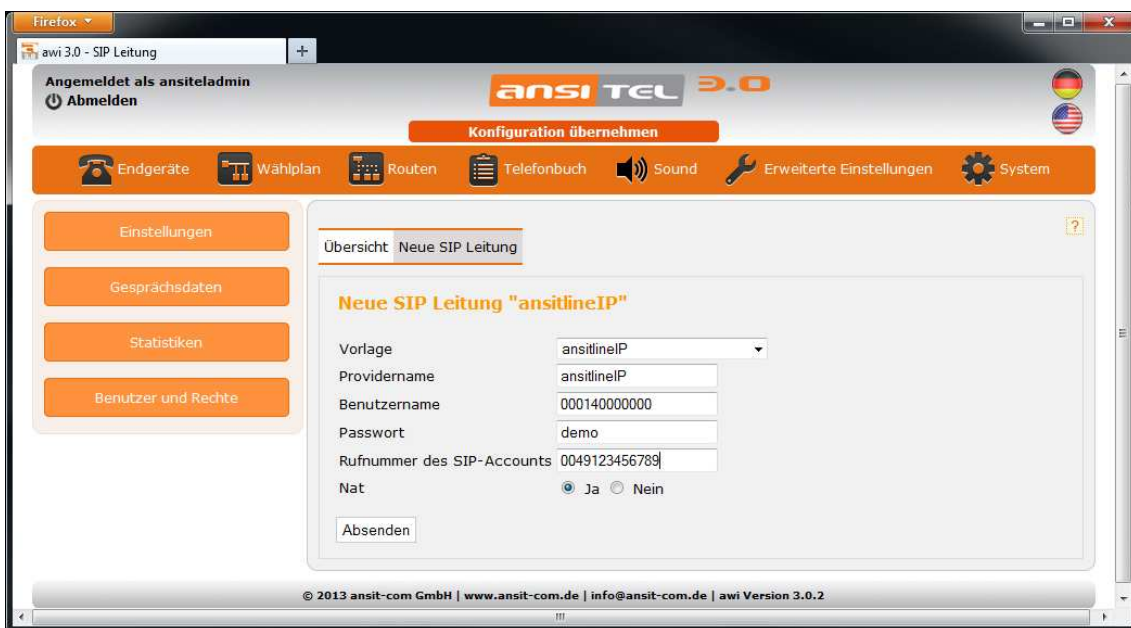 Firefox
awi 3.0 - SIP Leitung
Angemeldet als ansiteladmin
Abmelden
ansi TEL 3.0
Konfiguration übernehmen
Endgeräte Wählplan Routen Telefonbuch Sound Erweiterte Einstellungen System
Einstellungen
Gesprächsdaten
Statistiken
Benutzer und Rechte
?
Übersicht Neue SIP Leitung
Neue SIP Leitung "ansitlineIP"
Vorlage ansitlineIP
Providername ansitlineIP
Benutzername 000140000000
Passwort demo
Rufnummer des SIP-Accounts 0049123456789
Nat Ja Nein
Absenden
© 2013 ansit-com GmbH | www.ansit-com.de | info@ansit-com.de | awi Version 3.0.2